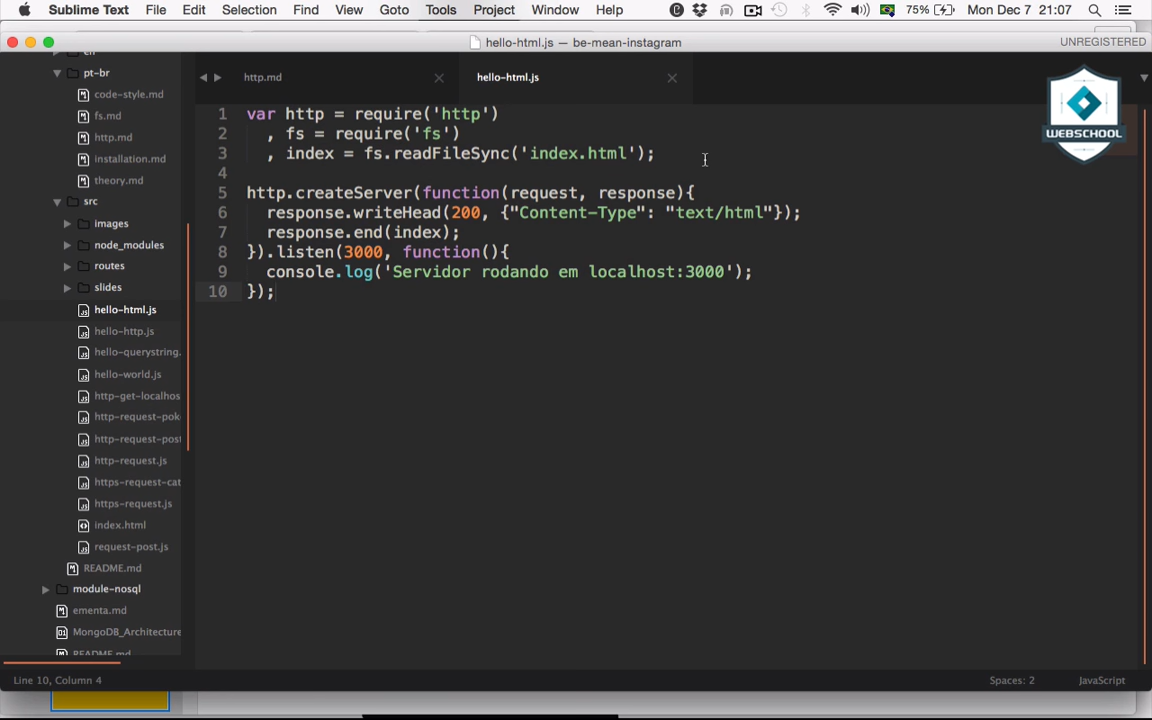 Sublime Text File Edit Selection Find View Goto Tools Project Window Help 75% Mon Dec 7 21:07
hello-html.js — be-mean-instagram UNREGISTERED
pt-br
code-style.md
fs.md
http.md
installation.md
theory.md
src
images
node_modules
routes
slides
hello-html.js
hello-http.js
hello-querystring.
hello-world.js
http-get-localhos
http-request-pok
http-request-post
http-request.js
https-request-cat
https-request.js
index.html
request-post.js
README.md
module-nosql
ementa.md
MongoDB_Architecture
README.md
http.md hello-html.js
WEBSCHOOL
1 var http = require('http')
2 , fs = require('fs')
3 , index = fs.readFileSync('index.html');
4
5 http.createServer(function(request, response){
6 response.writeHead(200, {"Content-Type": "text/html"});
7 response.end(index);
8 }).listen(3000, function(){
9 console.log('Servidor rodando em localhost:3000');
10 });
Line 10, Column 4 Spaces: 2 JavaScript